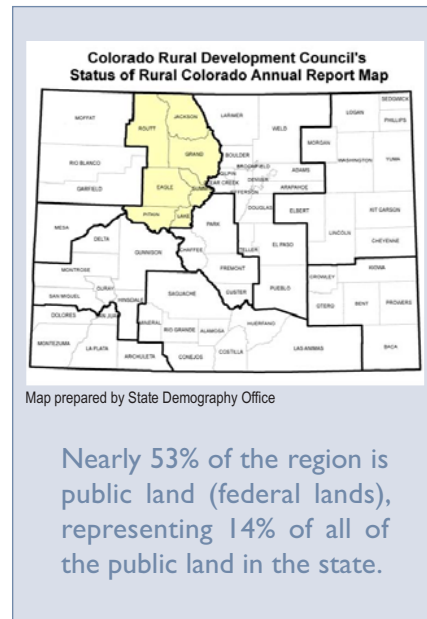 Colorado Rural Development Council's
Status of Rural Colorado Annual Report Map
MOFFAT
ROUTT
JACKSON
LARIMER
WELD
LOGAN
SEDGWICK
PHILLIPS
MORGAN
WASHINGTON
YUMA
RIO BLANCO
GRAND
BOULDER
BROOMFIELD
GILPIN
ADAMS
GARFIELD
EAGLE
SUMMIT
CLEAR CREEK
DENVER
ARAPAHOE
JEFFERSON
PITKIN
LAKE
PARK
DOUGLAS
ELBERT
KIT CARSON
MESA
DELTA
GUNNISON
CHAFFEE
TELLER
EL PASO
LINCOLN
CHEYENNE
MONTROSE
FREMONT
OURAY
SAN MIGUEL
HINSDALE
SAGUACHE
CUSTER
PUEBLO
CROWLEY
KIOWA
OTERO
BENT
PROWERS
DOLORES
SAN JUAN
MINERAL
RIO GRANDE
ALAMOSA
HUERFANO
MONTEZUMA
LA PLATA
ARCHULETA
CONEJOS
COSTILLA
LAS ANIMAS
BACA
Map prepared by State Demography Office
Nearly 53% of the region is
public land (federal lands),
representing 14% of all of
the public land in the state.